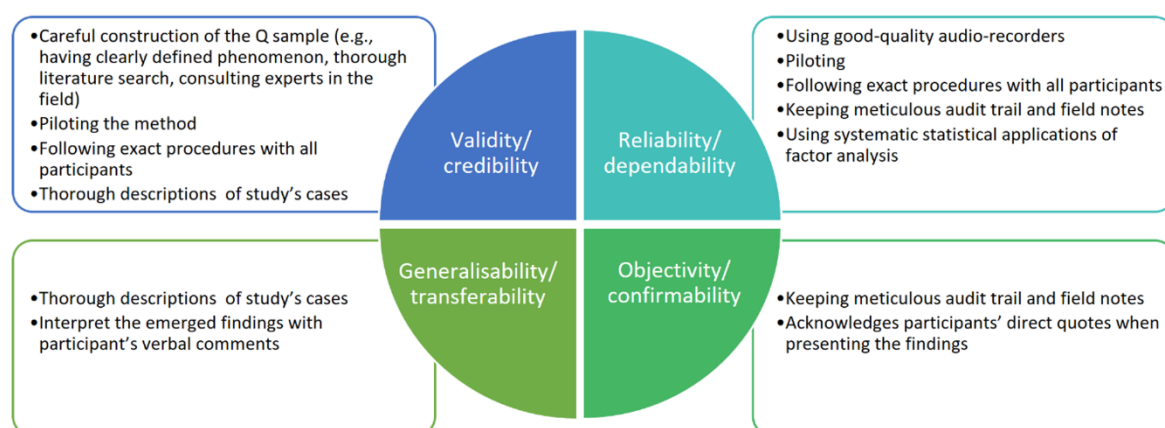 •Careful construction of the Q sample (e.g.,
having clearly defined phenomenon, thorough
literature search, consulting experts in the
field)
•Piloting the method
•Following exact procedures with all
participants
•Thorough descriptions of study's cases
Validity/
credibility
Reliability/
dependability
•Using good-quality audio-recorders
•Piloting
•Following exact procedures with all participants
•Keeping meticulous audit trail and field notes
•Using systematic statistical applications of
factor analysis
•Thorough descriptions of study's cases
•Interpret the emerged findings with
participant's verbal comments
Generalisability/
transferability
Objectivity/
confirmability
•Keeping meticulous audit trail and field notes
•Acknowledges participants' direct quotes when
presenting the findings